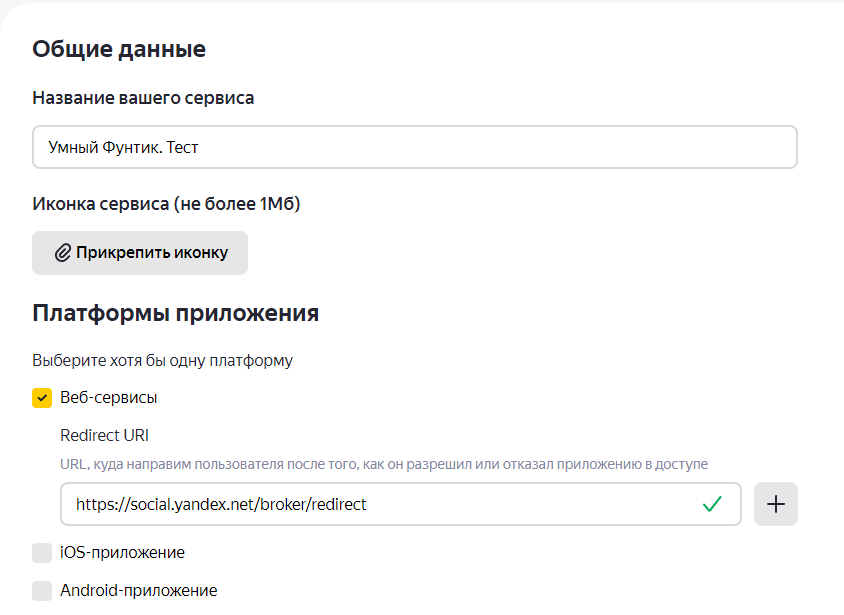 Общие данные
Название вашего сервиса
Умный Фунтик. Тест
Иконка сервиса (не более 1Мб)
Прикрепить иконку
Платформы приложения
Выберите хотя бы одну платформу
Веб-сервисы
Redirect URI
URL, куда направим пользователя после того, как он разрешил или отказал приложению в доступе
https://social.yandex.net/broker/redirect
iOS-приложение
Android-приложение